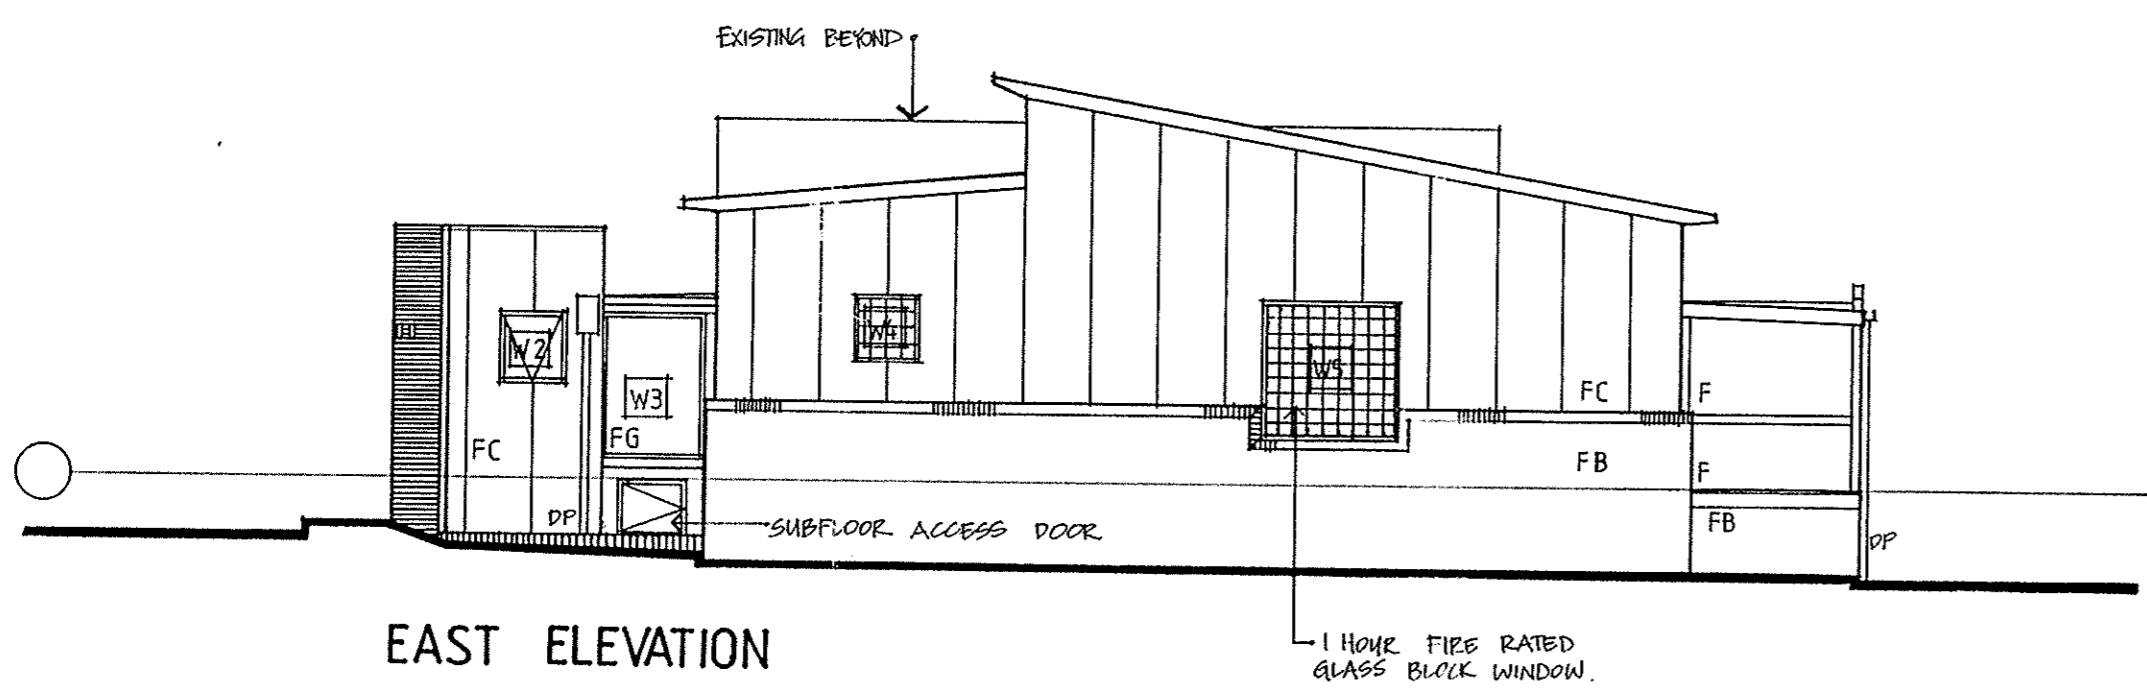 EXISTING BEYOND
W2
W4
W3
W5
FC
F
FG
FC
FB
F
DP
SUBFLOOR ACCESS DOOR
FB
DP
EAST ELEVATION
1 HOUR FIRE RATED
GLASS BLOCK WINDOW.